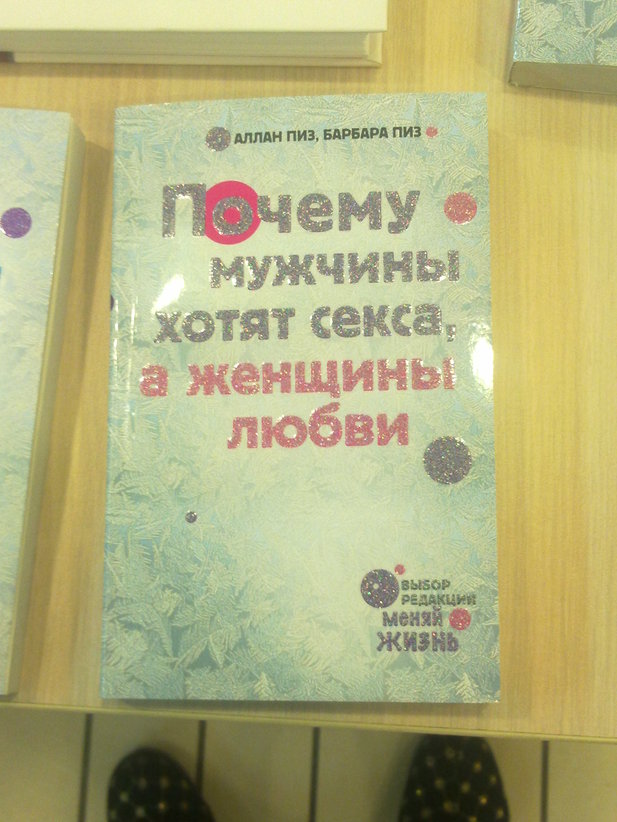 АЛЛАН ПИЗ, БАРБАРА ПИЗ
Почему
мужчины
хотят секса,
а женщины
любви
ВЫБОР
РЕДАКЦИИ
МЕНЯЙ
ЖИЗНЬ